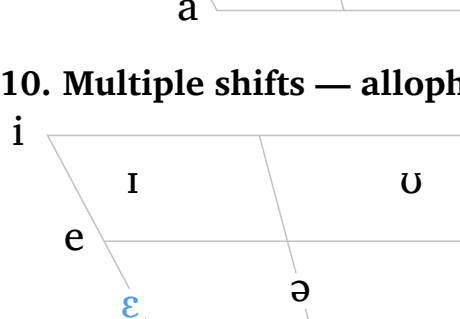 a
10. Multiple shifts — alloph
i
ɪ ʊ
e
ə
ɛ